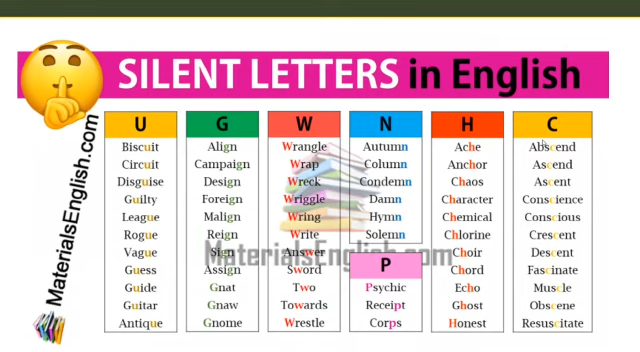 SILENT LETTERS in English
MaterialsEnglish.com
U
Biscuit
Circuit
Disguise
Guilty
League
Rogue
Vague
Guess
Guide
Guitar
Antique
G
Align
Campaign
Design
Foreign
Malign
Reign
Sign
Assign
Gnat
Gnaw
Gnome
W
Wrangle
Wrap
Wreck
Wriggle
Wring
Write
Answer
Sword
Two
Towards
Wrestle
N
Autumn
Column
Condemn
Damn
Hymn
Solemn
P
Psychic
Receipt
Corps
H
Ache
Anchor
Chaos
Character
Chemical
Chlorine
Choir
Chord
Echo
Ghost
Honest
C
Abscend
Ascend
Ascent
Conscience
Conscious
Crescent
Descent
Fascinate
Muscle
Obscene
Resuscitate
MaterialsEnglish.com